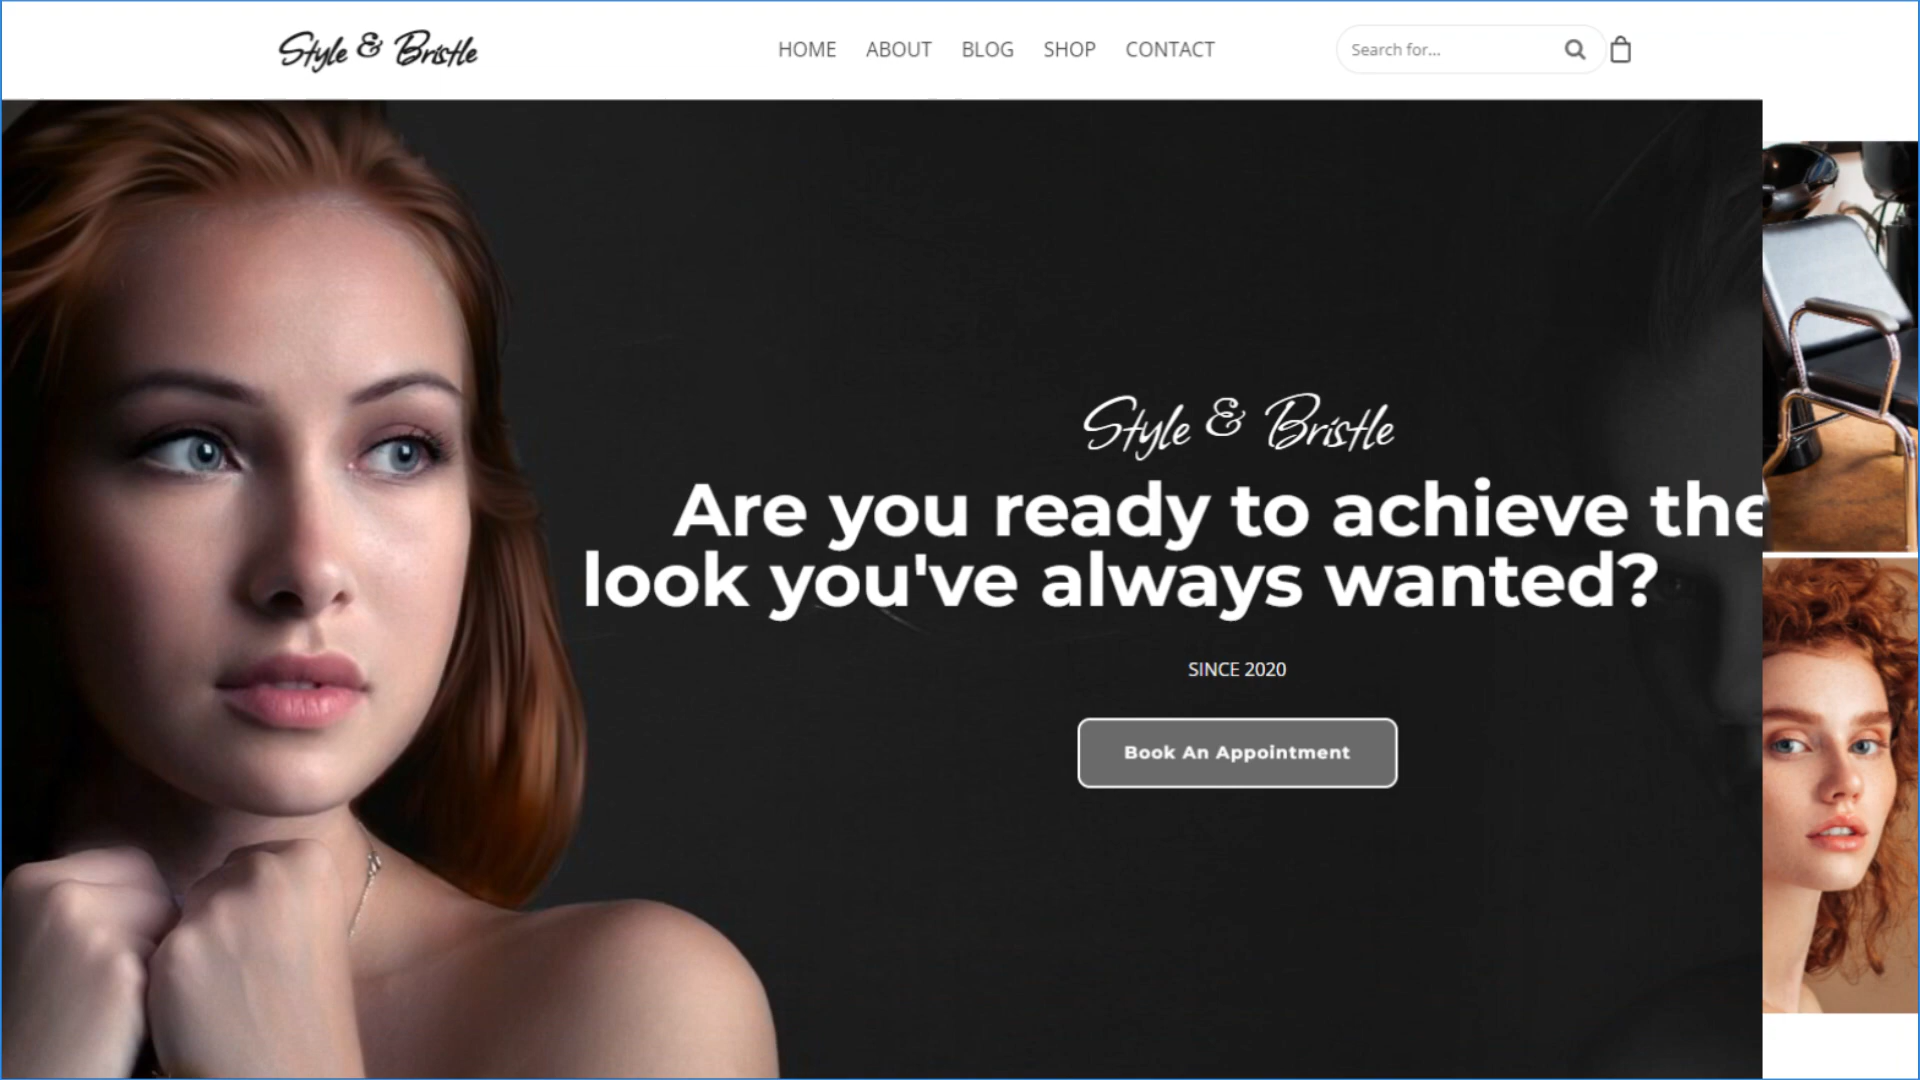 Style & Bristle
HOME ABOUT BLOG SHOP CONTACT
Search for...
Style & Bristle
Are you ready to achieve the
look you've always wanted?
SINCE 2020
Book An Appointment